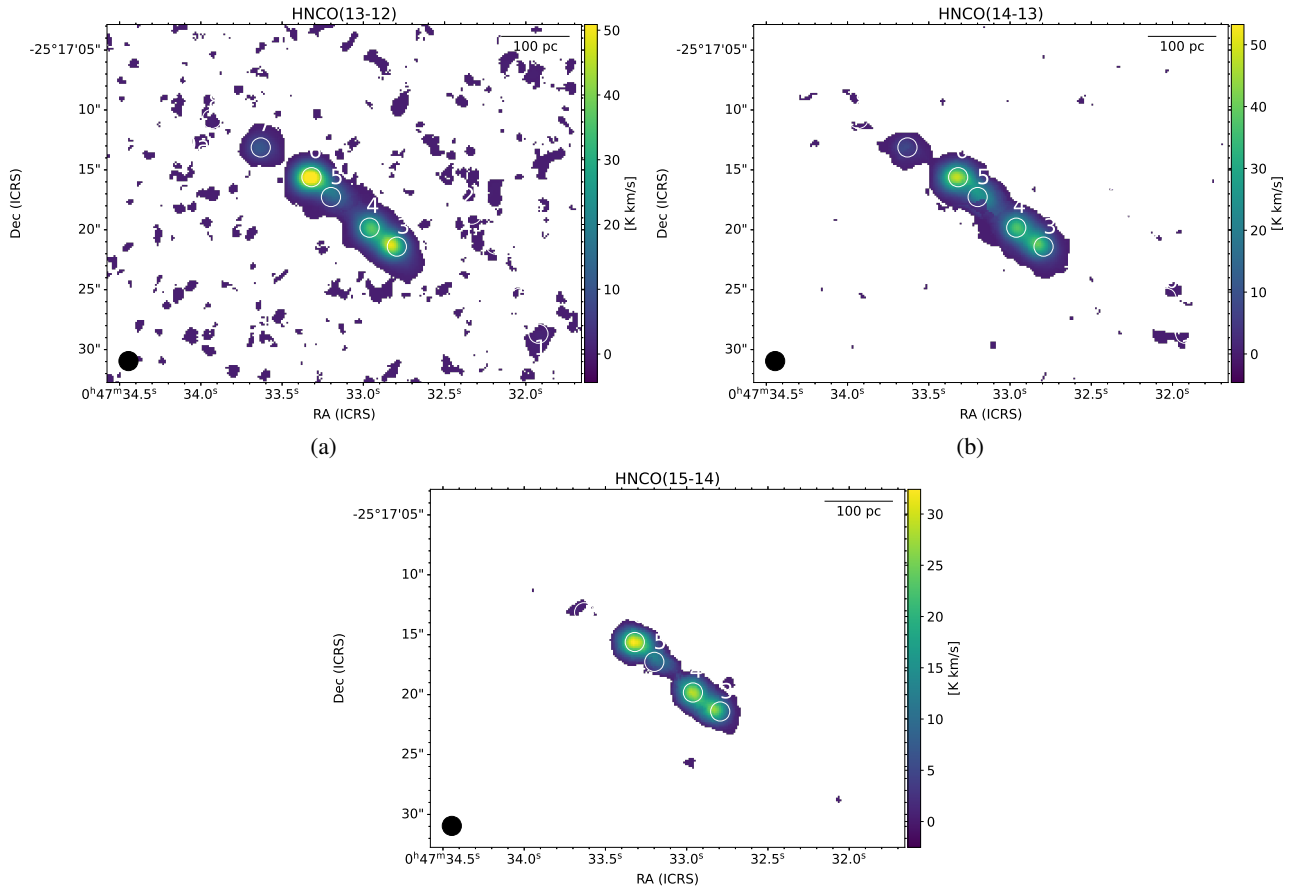 HNCO(13-12)
100 pc
-25°17'05"
10"
15"
20"
25"
30"
Dec (ICRS)
6
5
4
3
1
0h47m34.5s 34.0s 33.5s 33.0s 32.5s 32.0s
RA (ICRS)
50
40
30
20
10
0
[K km/s]
(a)
HNCO(14-13)
100 pc
-25°17'05"
10"
15"
20"
25"
30"
Dec (ICRS)
5
4
3
0h47m34.5s 34.0s 33.5s 33.0s 32.5s 32.0s
RA (ICRS)
50
40
30
20
10
0
[K km/s]
(b)
HNCO(15-14)
100 pc
-25°17'05"
10"
15"
20"
25"
30"
Dec (ICRS)
5
4
3
0h47m34.5s 34.0s 33.5s 33.0s 32.5s 32.0s
RA (ICRS)
30
25
20
15
10
5
0
[K km/s]